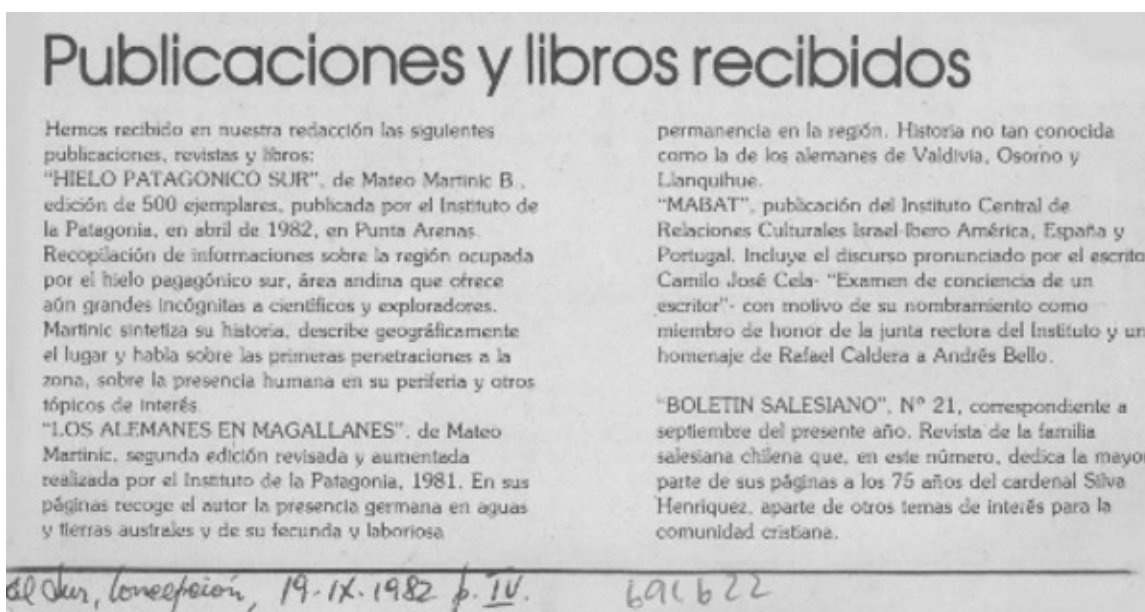 Publicaciones y libros recibidos
Hemos recibido en nuestra redacción las siguientes
publicaciones, revistas y libros:
"HIELO PATAGONICO SUR", de Mateo Martinic B.,
edición de 500 ejemplares, publicada por el Instituto de
la Patagonia, en abril de 1982, en Punta Arenas.
Recopilación de informaciones sobre la región ocupada
por el hielo pagagónico sur, área andina que ofrece
aún grandes incógnitas a científicos y exploradores.
Martinic sintetiza su historia, describe geográficamente
el lugar y habla sobre las primeras penetraciones a la
zona, sobre la presencia humana en su periferia y otros
tópicos de interés.
"LOS ALEMANES EN MAGALLANES", de Mateo
Martinic, segunda edición revisada y aumentada
realizada por el Instituto de la Patagonia, 1981. En sus
páginas recoge el autor la presencia germana en aguas
y tierras australes y de su fecunda y laboriosa
permanencia en la región. Historia no tan conocida
como la de los alemanes de Valdivia, Osorno y
Llanquihue.
"MABAT", publicación del Instituto Central de
Relaciones Culturales Israel-Ibero América, España y
Portugal. Incluye el discurso pronunciado por el escrito
Camilo José Cela- "Examen de conciencia de un
escritor"- con motivo de su nombramiento como
miembro de honor de la junta rectora del Instituto y un
homenaje de Rafael Caldera a Andrés Bello.
"BOLETIN SALESIANO", Nº 21, correspondiente a
septiembre del presente año. Revista de la familia
salesiana chilena que, en este número, dedica la mayo
parte de sus páginas a los 75 años del cardenal Silva
Henríquez, aparte de otros temas de interés para la
comunidad cristiana.
Sur, Concepción, 19-IX-1982 p. IV.